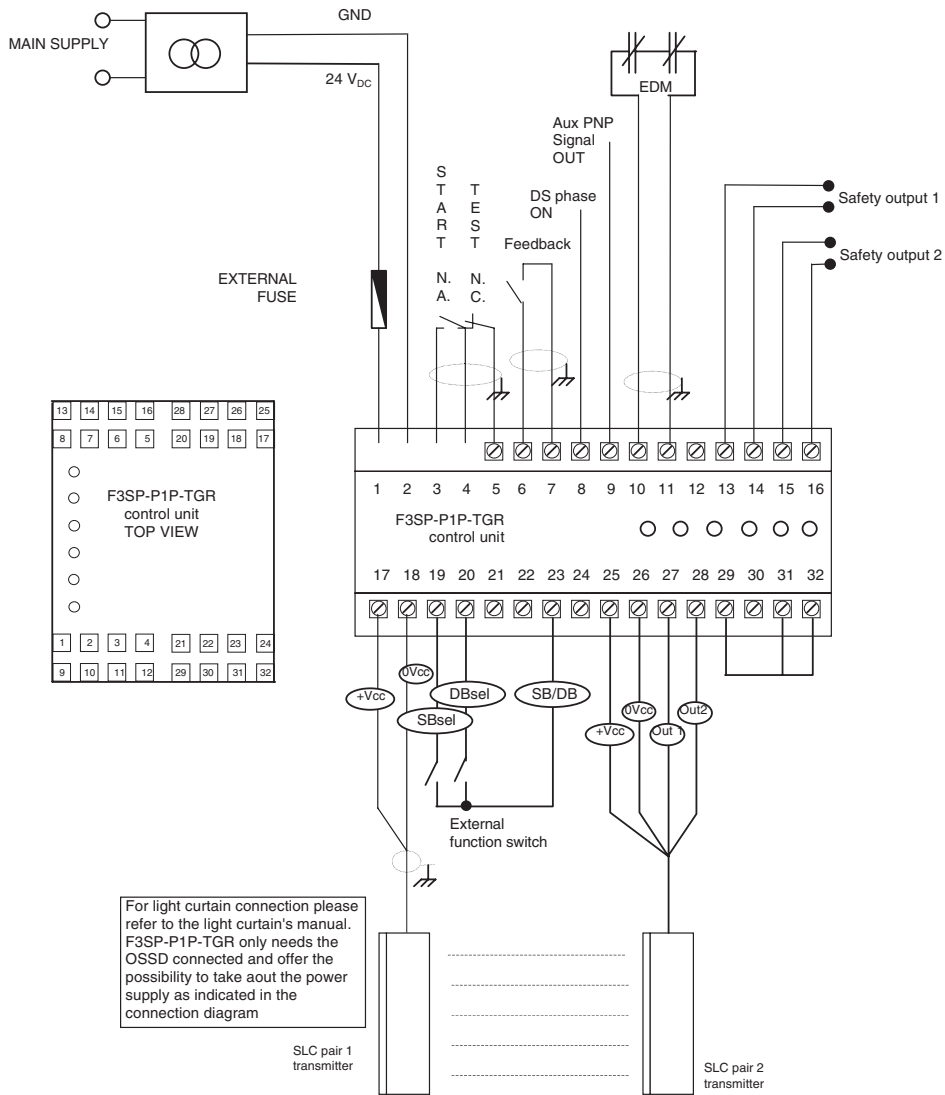 GND
MAIN SUPPLY
24 VDC
EDM
Aux PNP
Signal
OUT
START N.A.
TEST N.C.
DS phase
ON
Feedback
Safety output 1
Safety output 2
EXTERNAL
FUSE
13 14 15 16 28 27 26 25
8 7 6 5 20 19 18 17
F3SP-P1P-TGR
control unit
TOP VIEW
1 2 3 4 21 22 23 24
9 10 11 12 29 30 31 32
1 2 3 4 5 6 7 8 9 10 11 12 13 14 15 16
F3SP-P1P-TGR
control unit
17 18 19 20 21 22 23 24 25 26 27 28 29 30 31 32
+Vcc
0Vcc
SBsel
DBsel
SB/DB
+Vcc
0Vcc
Out 1
Out2
External
function switch
For light curtain connection please
refer to the light curtain's manual.
F3SP-P1P-TGR only needs the
OSSD connected and offer the
possibility to take aout the power
supply as indicated in the
connection diagram
SLC pair 1
transmitter
SLC pair 2
transmitter